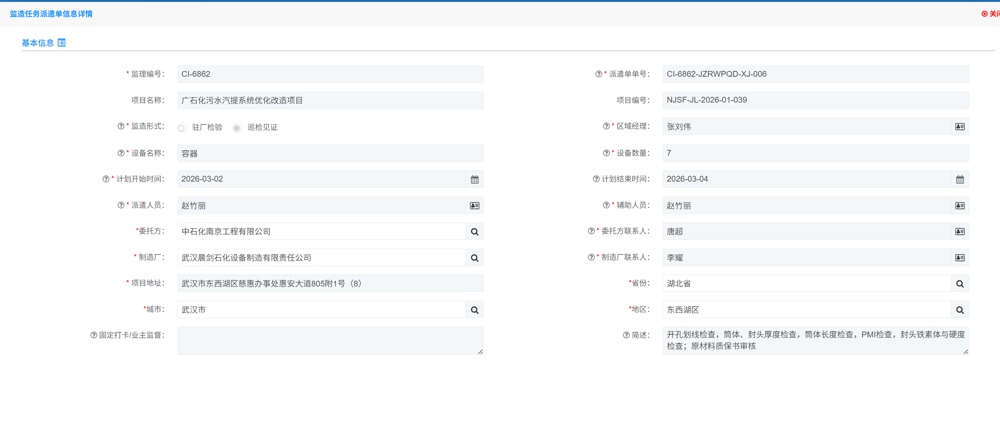 监造任务派遣单信息详情
关闭
基本信息
* 监理编号： CI-6862
* 派遣单单号： CI-6862-JZRWPQD-XJ-006
项目名称： 广石化污水汽提系统优化改造项目
项目编号： NJSF-JL-2026-01-039
* 监造形式： 驻厂检验 巡检见证
* 区域经理： 张刘伟
* 设备名称： 容器
* 设备数量： 7
* 计划开始时间： 2026-03-02
计划结束时间： 2026-03-04
* 派遣人员： 赵竹丽
* 辅助人员： 赵竹丽
*委托方： 中石化南京工程有限公司
* 委托方联系人： 唐超
* 制造厂： 武汉晨剑石化设备制造有限责任公司
* 制造厂联系人： 李耀
* 项目地址： 武汉市东西湖区慈惠办事处惠安大道805附1号（8）
*省份： 湖北省
*城市： 武汉市
*地区： 东西湖区
固定打卡/业主监督：
简述： 开孔划线检查，筒体、封头厚度检查，筒体长度检查，PMI检查，封头铁素体与硬度
检查；原材料质保书审核